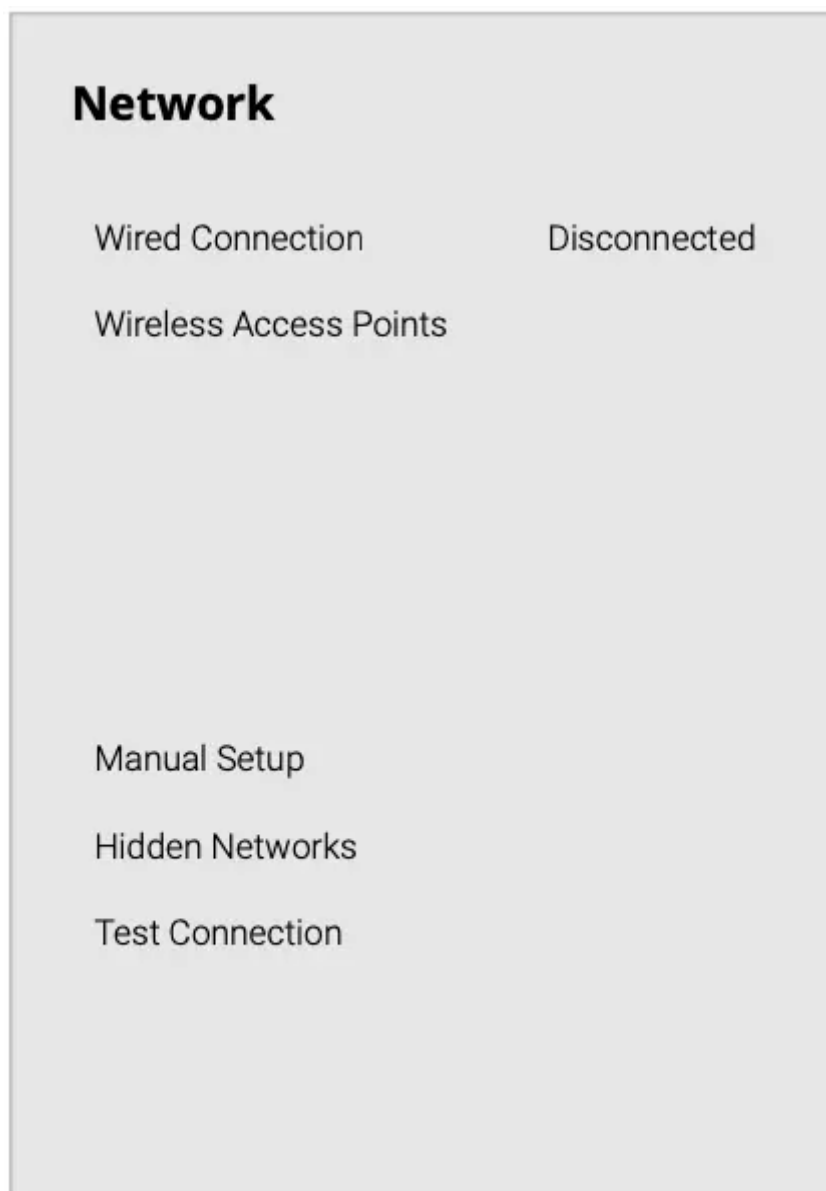 Network
Wired Connection Disconnected
Wireless Access Points
Manual Setup
Hidden Networks
Test Connection